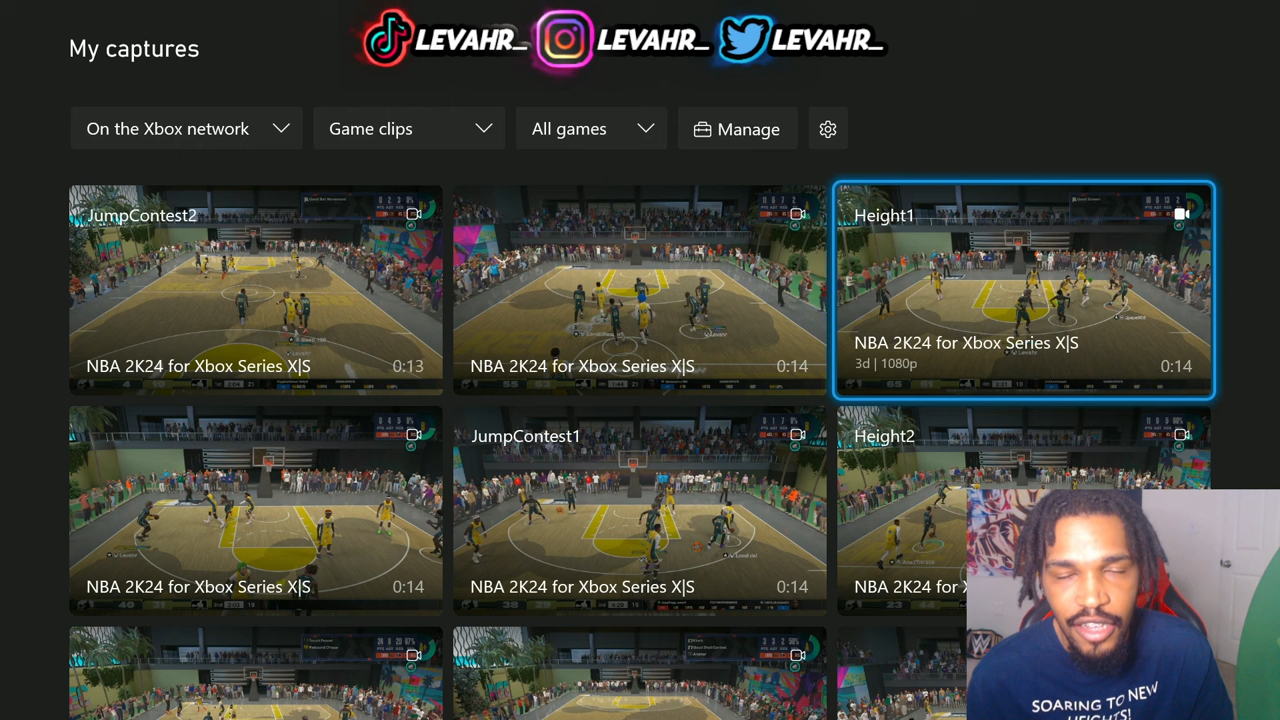 My captures
LEVAHR_ LEVAHR_ LEVAHR_
On the Xbox network Game clips All games Manage
JumpContest2
NBA 2K24 for Xbox Series X|S 0:13
NBA 2K24 for Xbox Series X|S 0:14
Height1
NBA 2K24 for Xbox Series X|S
3d | 1080p 0:14
NBA 2K24 for Xbox Series X|S 0:14
JumpContest1
NBA 2K24 for Xbox Series X|S 0:14
Height2
NBA 2K24 for X
SOARING TO NEW
HEIGHTS!